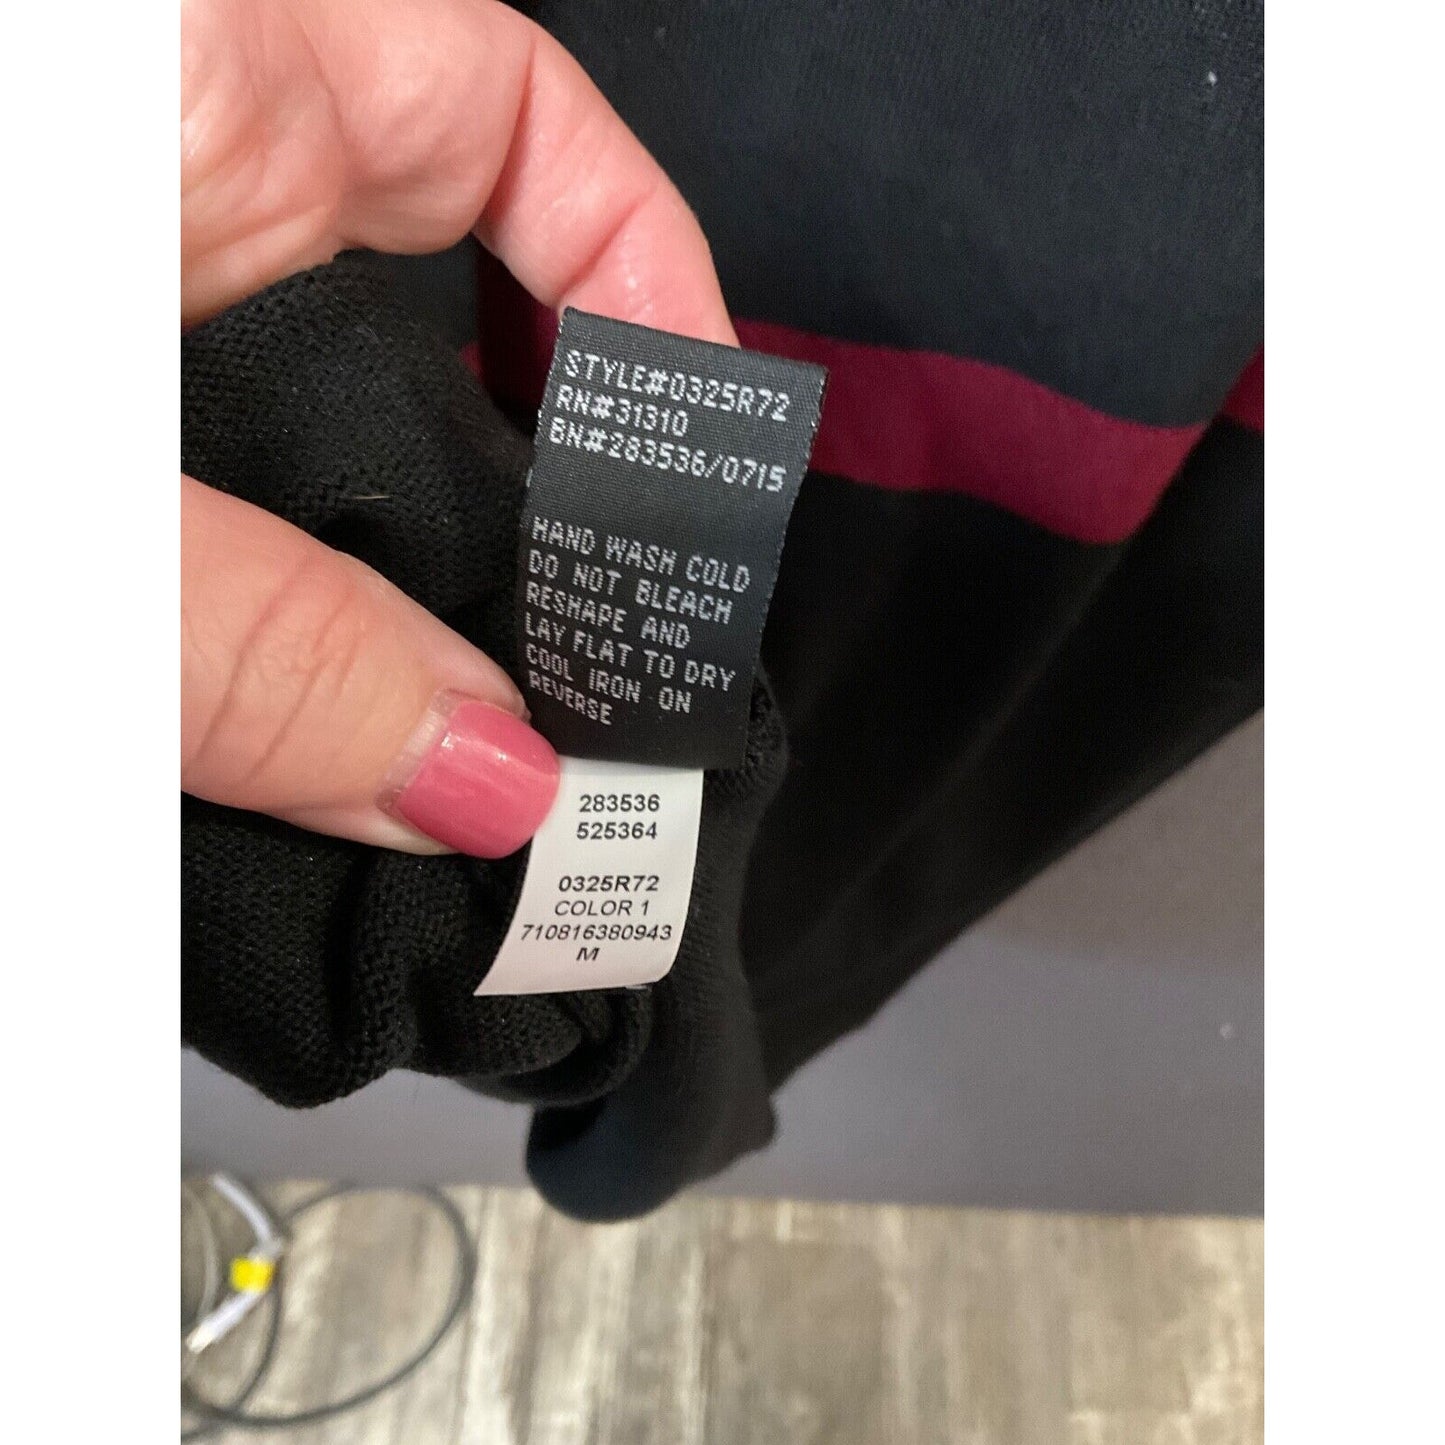 STYLE#0325R72
RN#31310
BN#283536/0715
HAND WASH COLD
DO NOT BLEACH
RESHAPE AND
LAY FLAT TO DRY
COOL IRON ON
REVERSE
283536
525364
0325R72
COLOR 1
710816380943
M